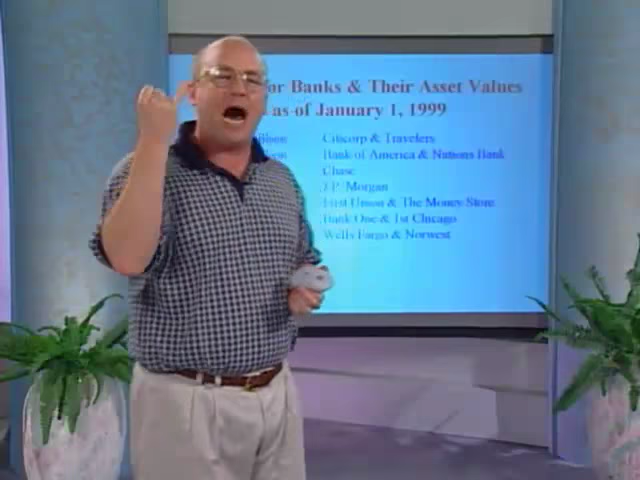 or Banks & Their Asset Values
as of January 1, 1999
Citicorp & Travelers
Bank of America & Nations Bank
Chase
J.P. Morgan
First Union & The Money Store
Bank One & 1st Chicago
Wells Fargo & Norwest